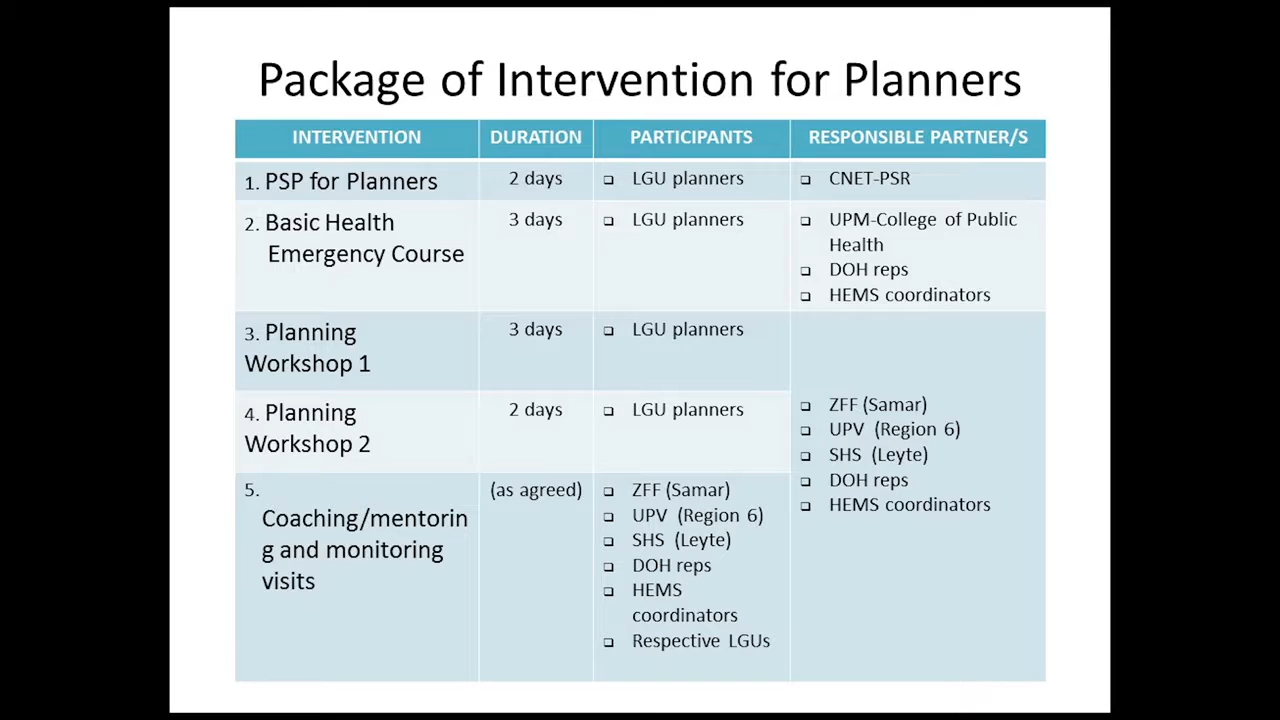 Package of Intervention for Planners
INTERVENTION DURATION PARTICIPANTS RESPONSIBLE PARTNER/S
1. PSP for Planners 2 days ❑ LGU planners ❑ CNET-PSR
2. Basic Health 3 days ❑ LGU planners ❑ UPM-College of Public
Emergency Course Health
❑ DOH reps
❑ HEMS coordinators
3. Planning 3 days ❑ LGU planners
Workshop 1
4. Planning 2 days ❑ LGU planners
Workshop 2
❑ ZFF (Samar)
❑ UPV (Region 6)
❑ SHS (Leyte)
❑ DOH reps
❑ HEMS coordinators
5. (as agreed) ❑ ZFF (Samar)
Coaching/mentorin ❑ UPV (Region 6)
g and monitoring ❑ SHS (Leyte)
visits ❑ DOH reps
❑ HEMS
coordinators
❑ Respective LGUs